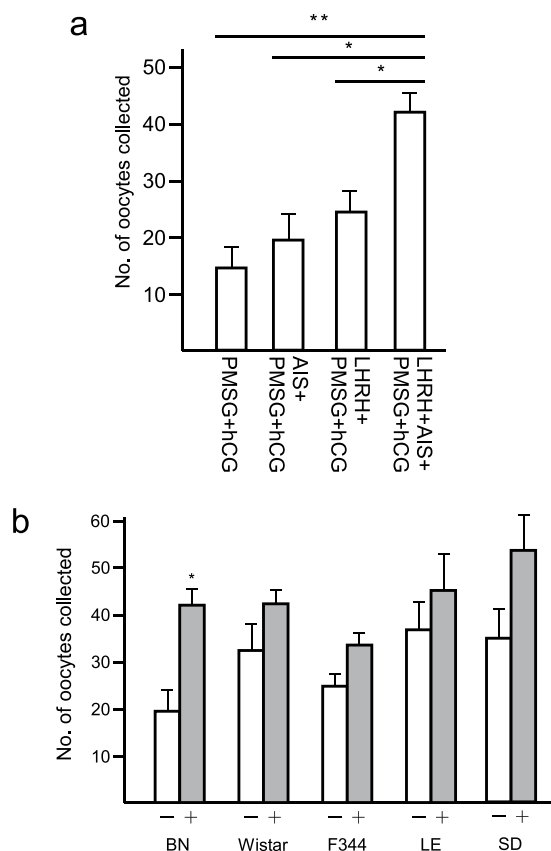 a
**
*
*
No. of oocytes collected
50
40
30
20
10
PMSG+hCG
AIS+
PMSG+hCG
LHRH+
PMSG+hCG
LHRH+AIS+
PMSG+hCG
b
No. of oocytes collected
60
50
40
30
20
10
*
− + − + − + − + − +
BN Wistar F344 LE SD